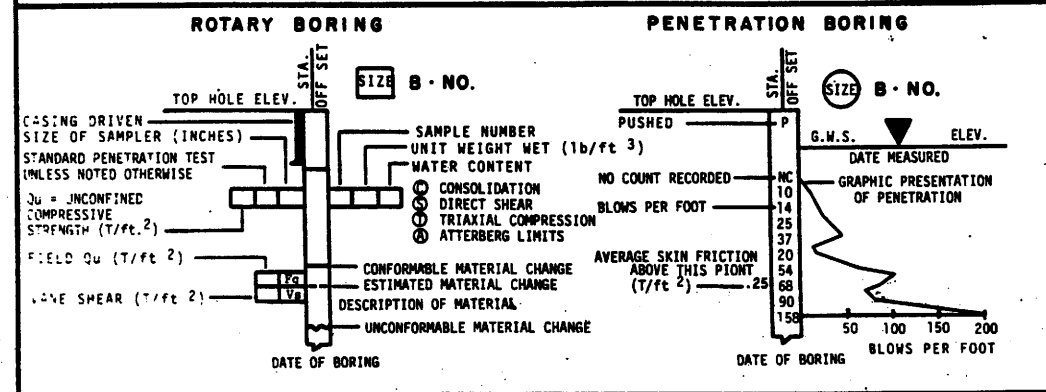 ROTARY BORING
STA.
OFF SET
SIZE B - NO.
TOP HOLE ELEV.
CASING DRIVEN
SIZE OF SAMPLER (INCHES)
STANDARD PENETRATION TEST
UNLESS NOTED OTHERWISE
Qu = UNCONFINED
COMPRESSIVE
STRENGTH (T/ft.2)
FIELD Qu (T/ft 2)
VANE SHEAR (T/ft 2)
Fq
Vs
SAMPLE NUMBER
UNIT WEIGHT WET (lb/ft 3)
WATER CONTENT
C CONSOLIDATION
S DIRECT SHEAR
T TRIAXIAL COMPRESSION
A ATTERBERG LIMITS
CONFORMABLE MATERIAL CHANGE
ESTIMATED MATERIAL CHANGE
DESCRIPTION OF MATERIAL
UNCONFORMABLE MATERIAL CHANGE
DATE OF BORING
PENETRATION BORING
STA.
OFF SET
SIZE B - NO.
TOP HOLE ELEV.
PUSHED P
G.W.S. ELEV.
DATE MEASURED
NO COUNT RECORDED NC
GRAPHIC PRESENTATION
OF PENETRATION
10
BLOWS PER FOOT 14
25
37
20
AVERAGE SKIN FRICTION
ABOVE THIS PIONT
(T/ft 2) .25
54
68
90
158
50 100 150 200
BLOWS PER FOOT
DATE OF BORING